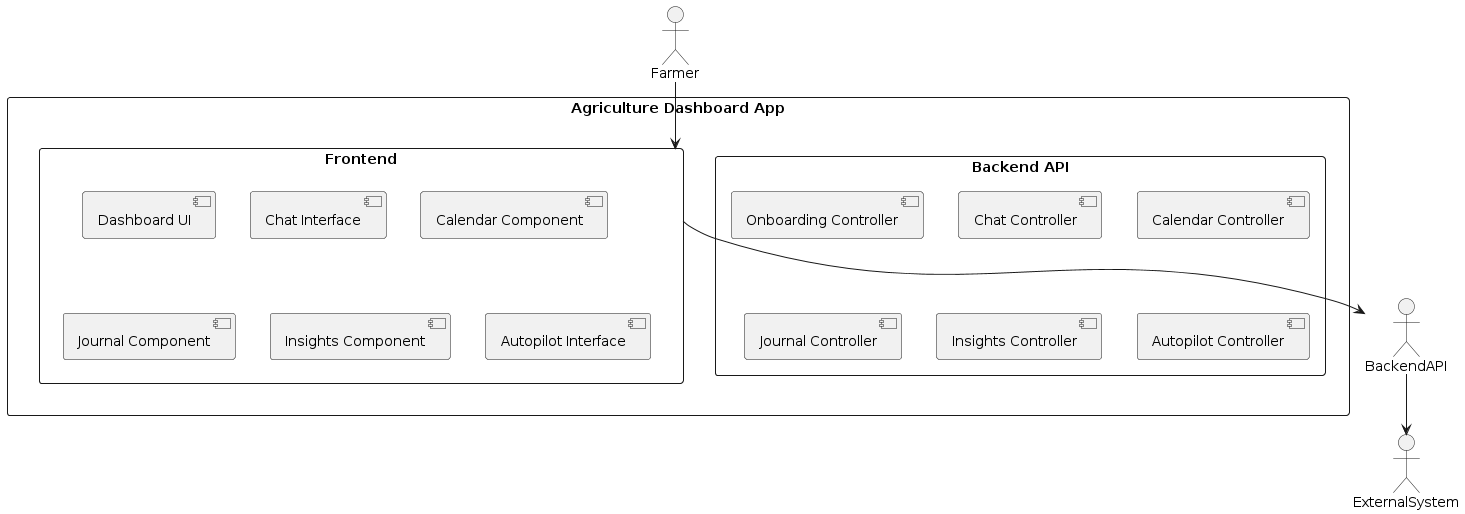 Farmer
Agriculture Dashboard App
Frontend
Dashboard UI
Chat Interface
Calendar Component
Journal Component
Insights Component
Autopilot Interface
Backend API
Onboarding Controller
Chat Controller
Calendar Controller
Journal Controller
Insights Controller
Autopilot Controller
BackendAPI
ExternalSystem